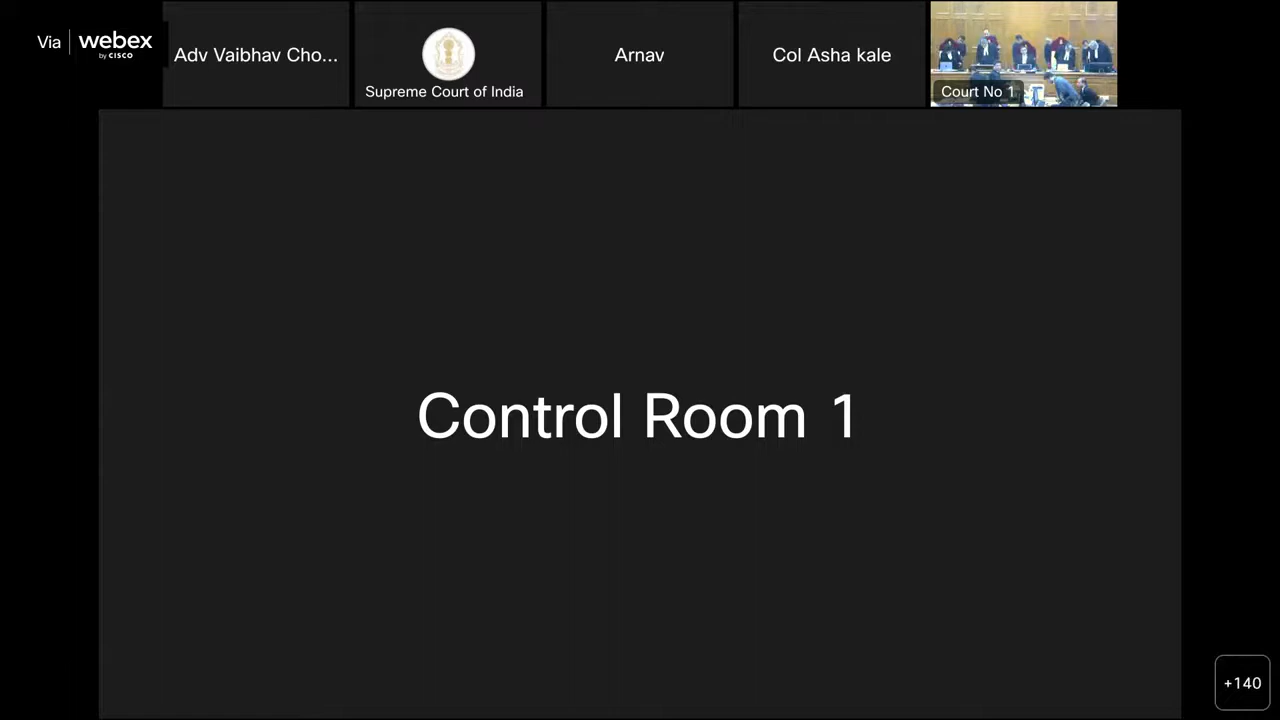 Via webex
by CISCO
Adv Vaibhav Cho...
Supreme Court of India
Arnav
Col Asha kale
Court No 1
Control Room 1
+140